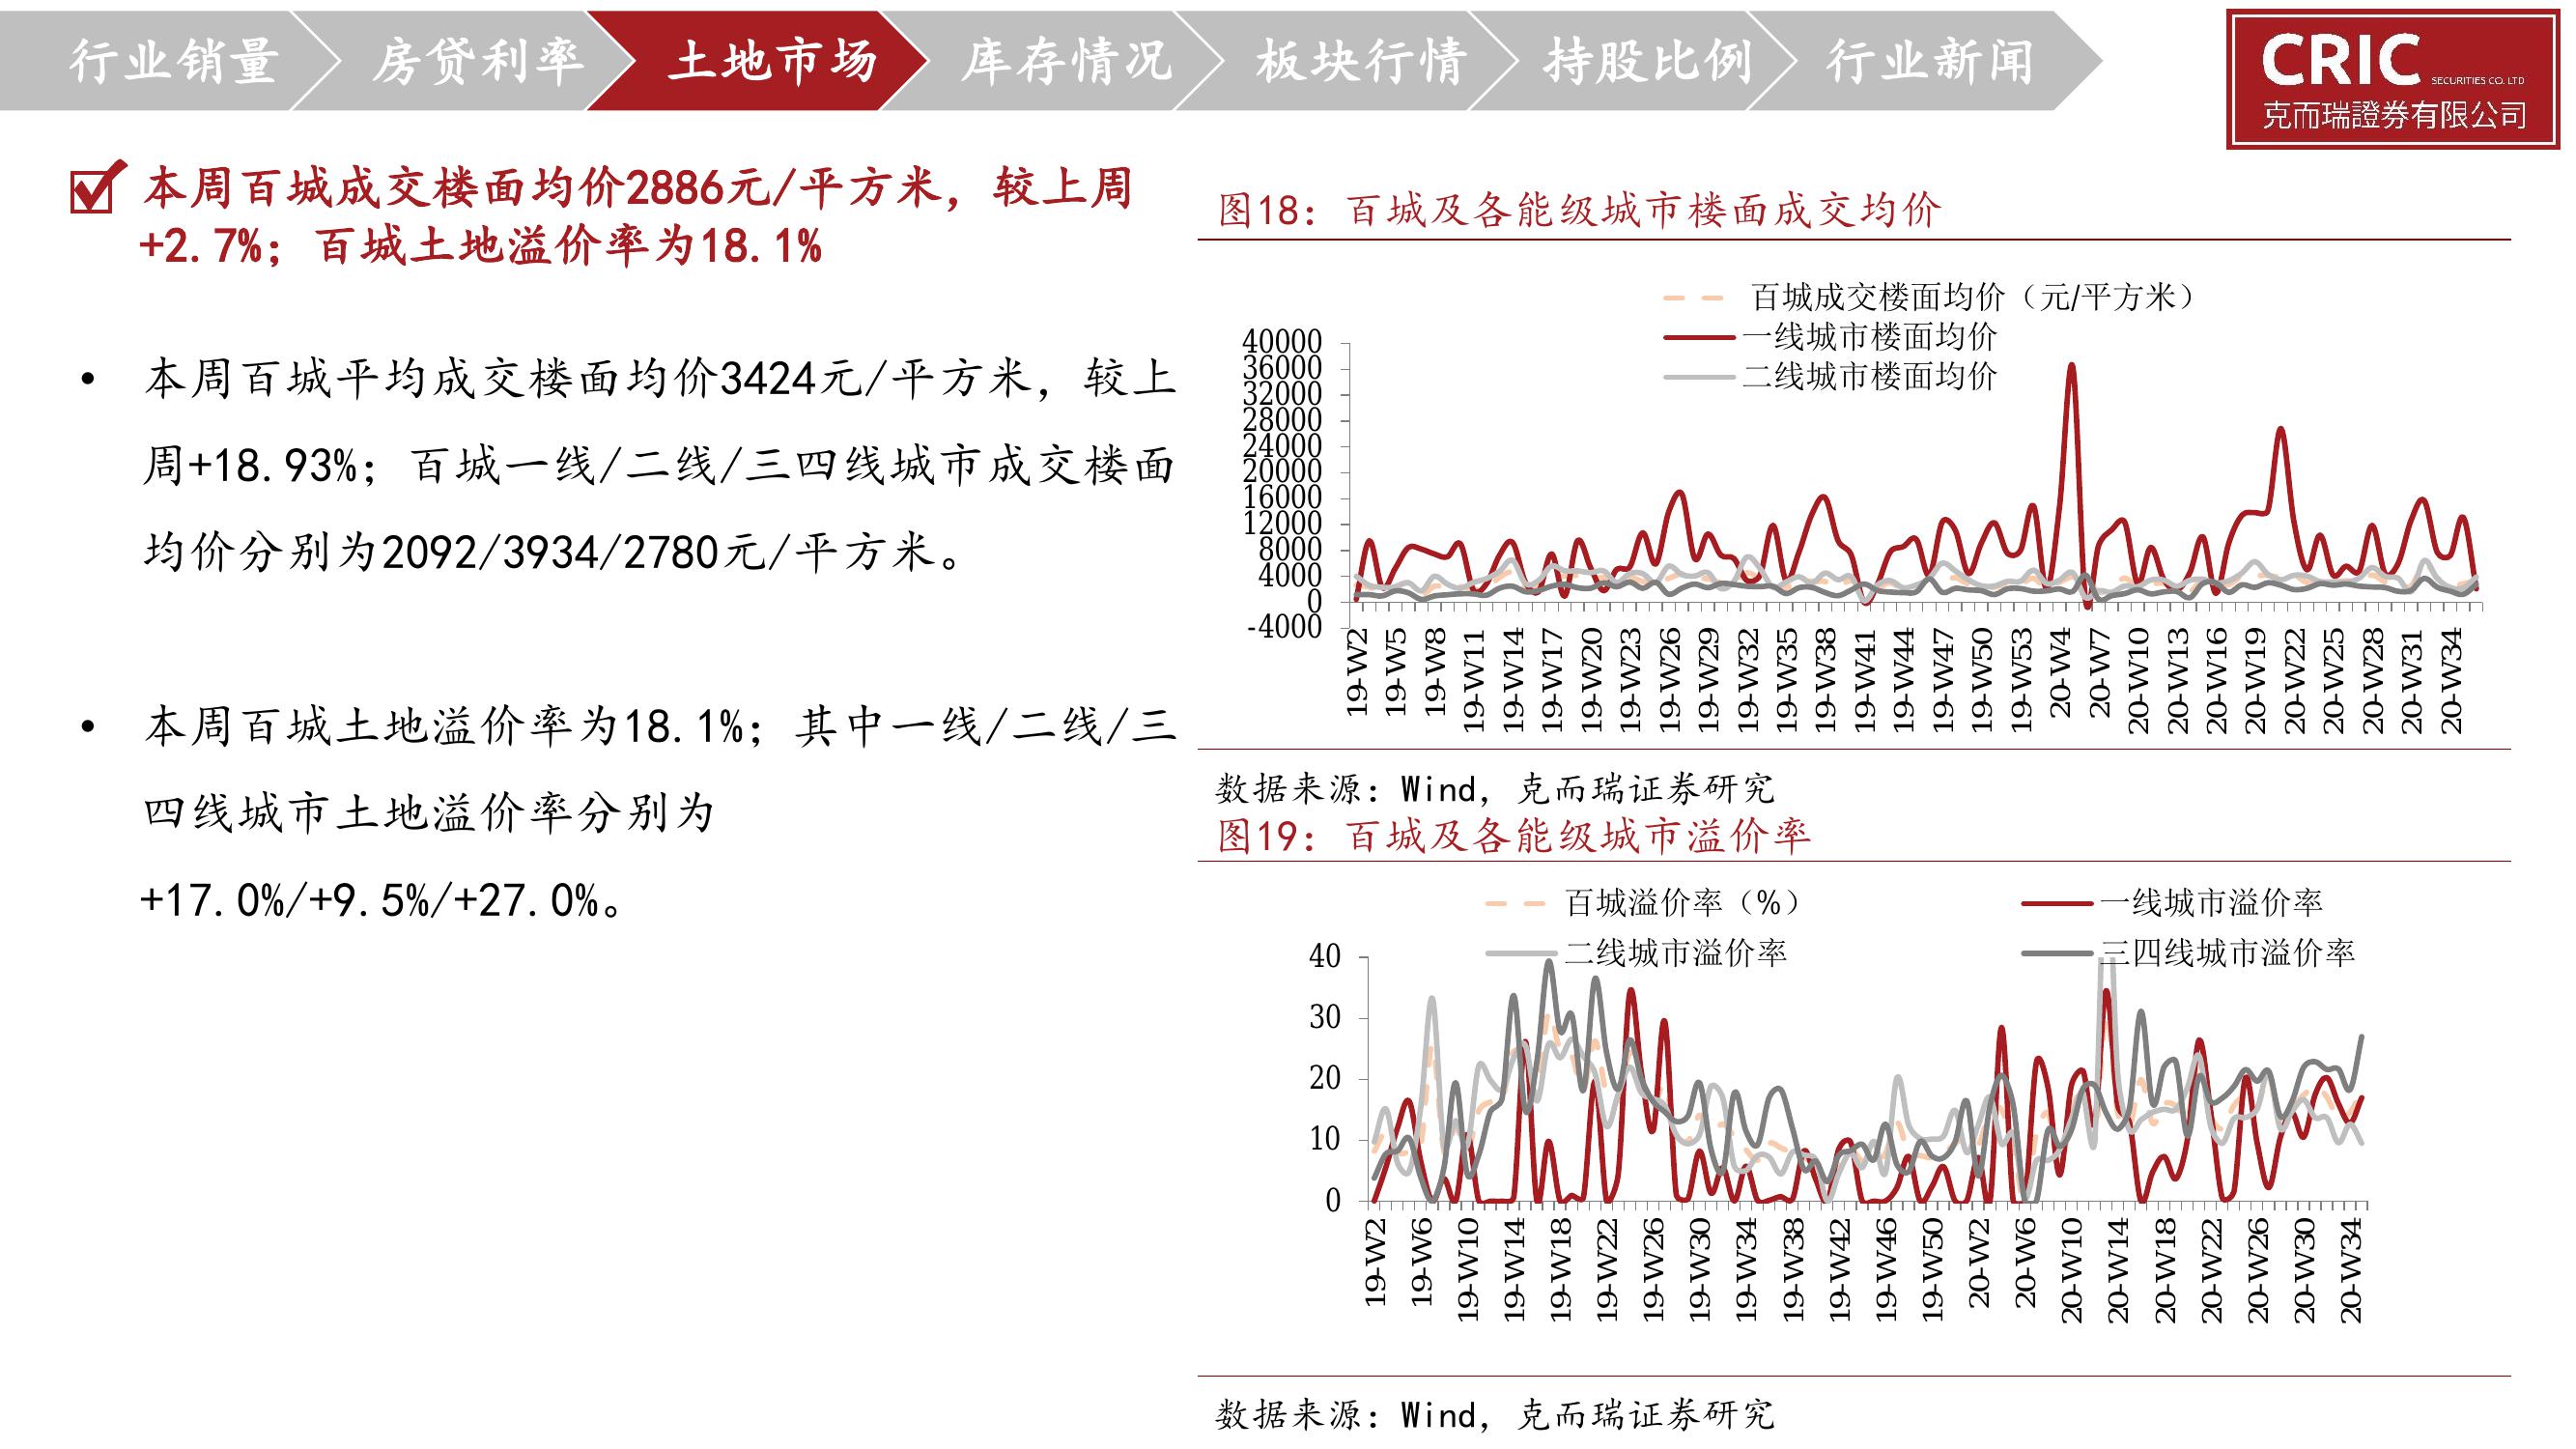 行业销量
房贷利率
土地市场
库存情况
板块行情
持股比例
行业新闻
CRIC
SECURITIES CO. LTD
克而瑞證券有限公司
本周百城成交楼面均价2886元/平方米，较上周
+2.7%；百城土地溢价率为18.1%
• 本周百城平均成交楼面均价3424元/平方米，较上
周+18.93%；百城一线/二线/三四线城市成交楼面
均价分别为2092/3934/2780元/平方米。
• 本周百城土地溢价率为18.1%；其中一线/二线/三
四线城市土地溢价率分别为
+17.0%/+9.5%/+27.0%。
图18：百城及各能级城市楼面成交均价
百城成交楼面均价（元/平方米）
一线城市楼面均价
二线城市楼面均价
40000
36000
32000
28000
24000
20000
16000
12000
8000
4000
0
-4000
19-W2
19-W5
19-W8
19-W11
19-W14
19-W17
19-W20
19-W23
19-W26
19-W29
19-W32
19-W35
19-W38
19-W41
19-W44
19-W47
19-W50
19-W53
20-W4
20-W7
20-W10
20-W13
20-W16
20-W19
20-W22
20-W25
20-W28
20-W31
20-W34
数据来源：Wind，克而瑞证券研究
图19：百城及各能级城市溢价率
百城溢价率（%）
一线城市溢价率
二线城市溢价率
三四线城市溢价率
40
30
20
10
0
19-W2
19-W6
19-W10
19-W14
19-W18
19-W22
19-W26
19-W30
19-W34
19-W38
19-W42
19-W46
19-W50
20-W2
20-W6
20-W10
20-W14
20-W18
20-W22
20-W26
20-W30
20-W34
数据来源：Wind，克而瑞证券研究